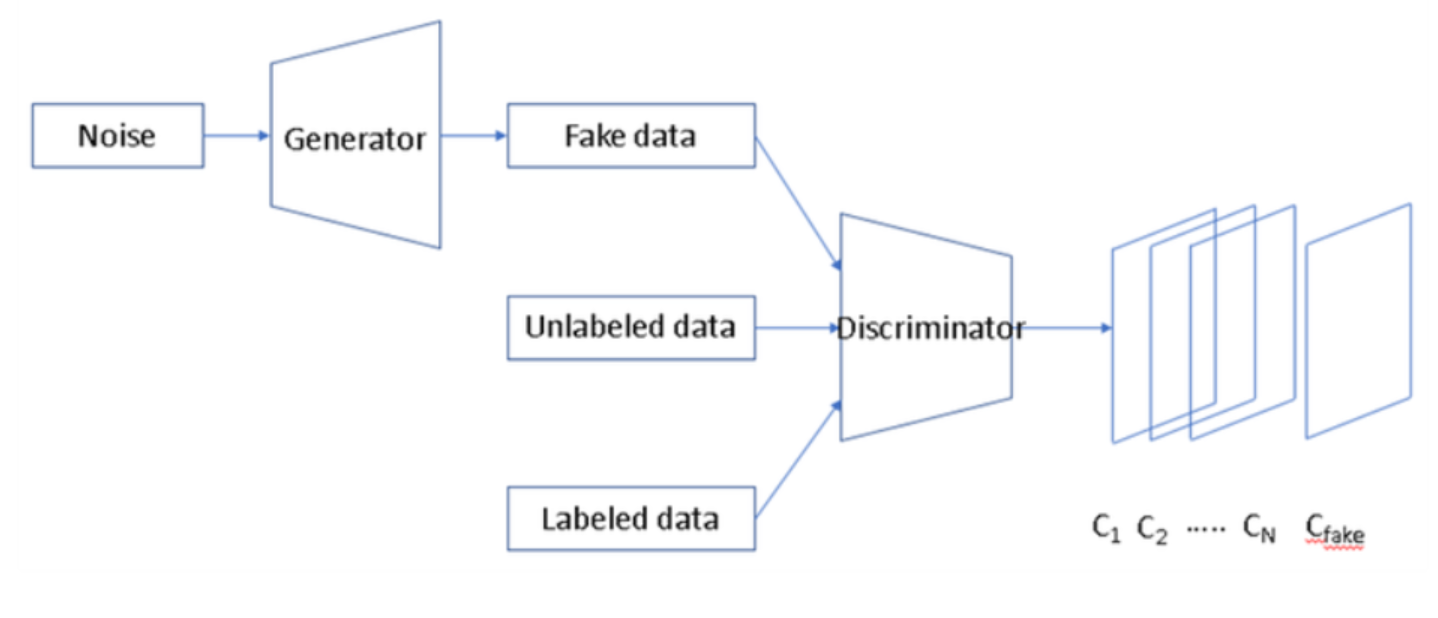 Noise
Generator
Fake data
Unlabeled data
Discriminator
Labeled data
C1 C2 ..... CN Cfake